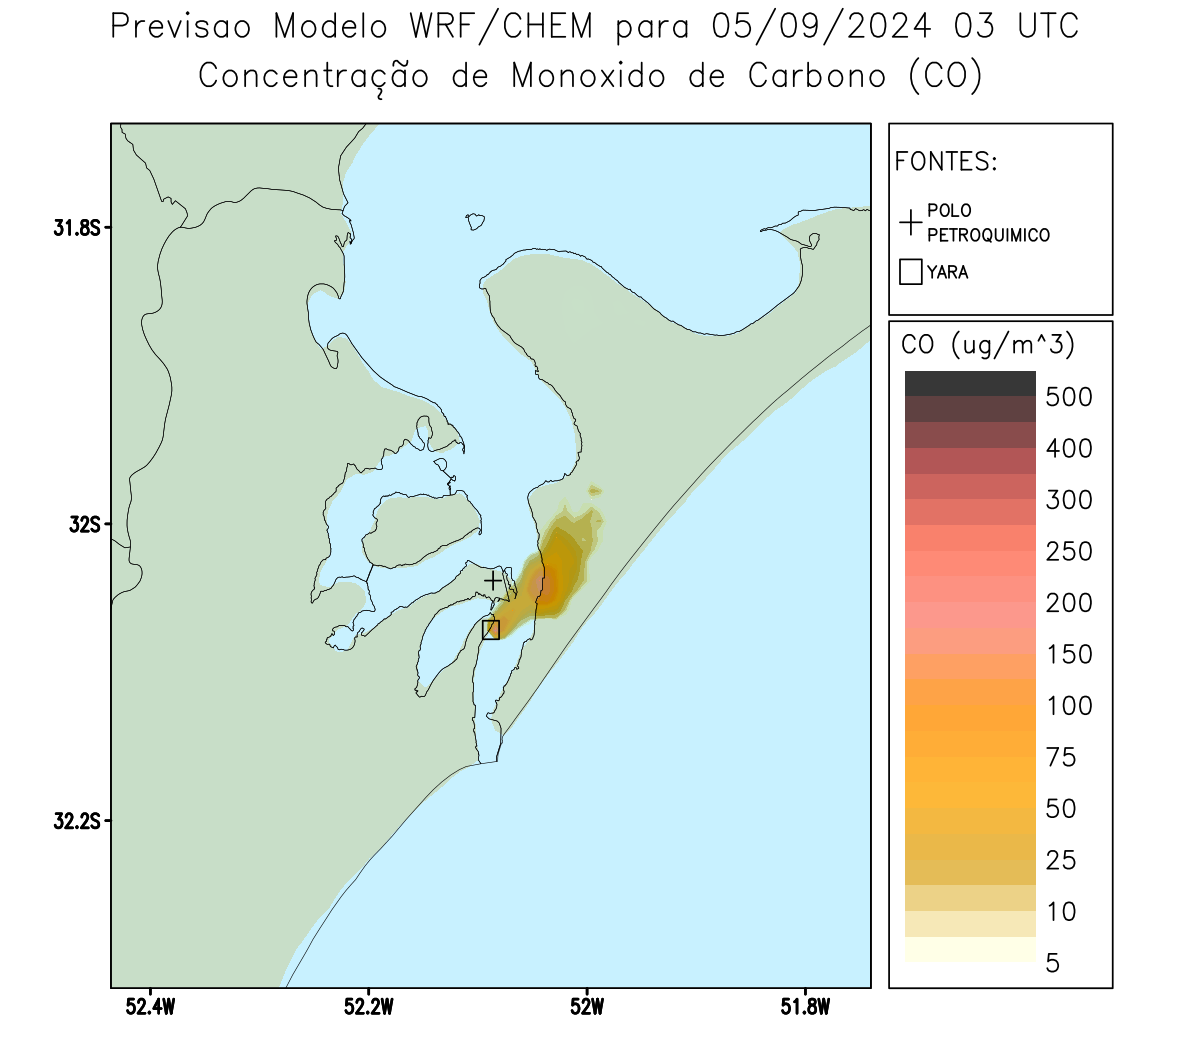 Previsao Modelo WRF/CHEM para 05/09/2024 03 UTC
Concentração de Monoxido de Carbono (CO)
FONTES:
POLO
PETROQUIMICO
YARA
31.8S
32S
32.2S
52.4W
52.2W
52W
51.8W
CO (ug/m^3)
500
400
300
250
200
150
100
75
50
25
10
5